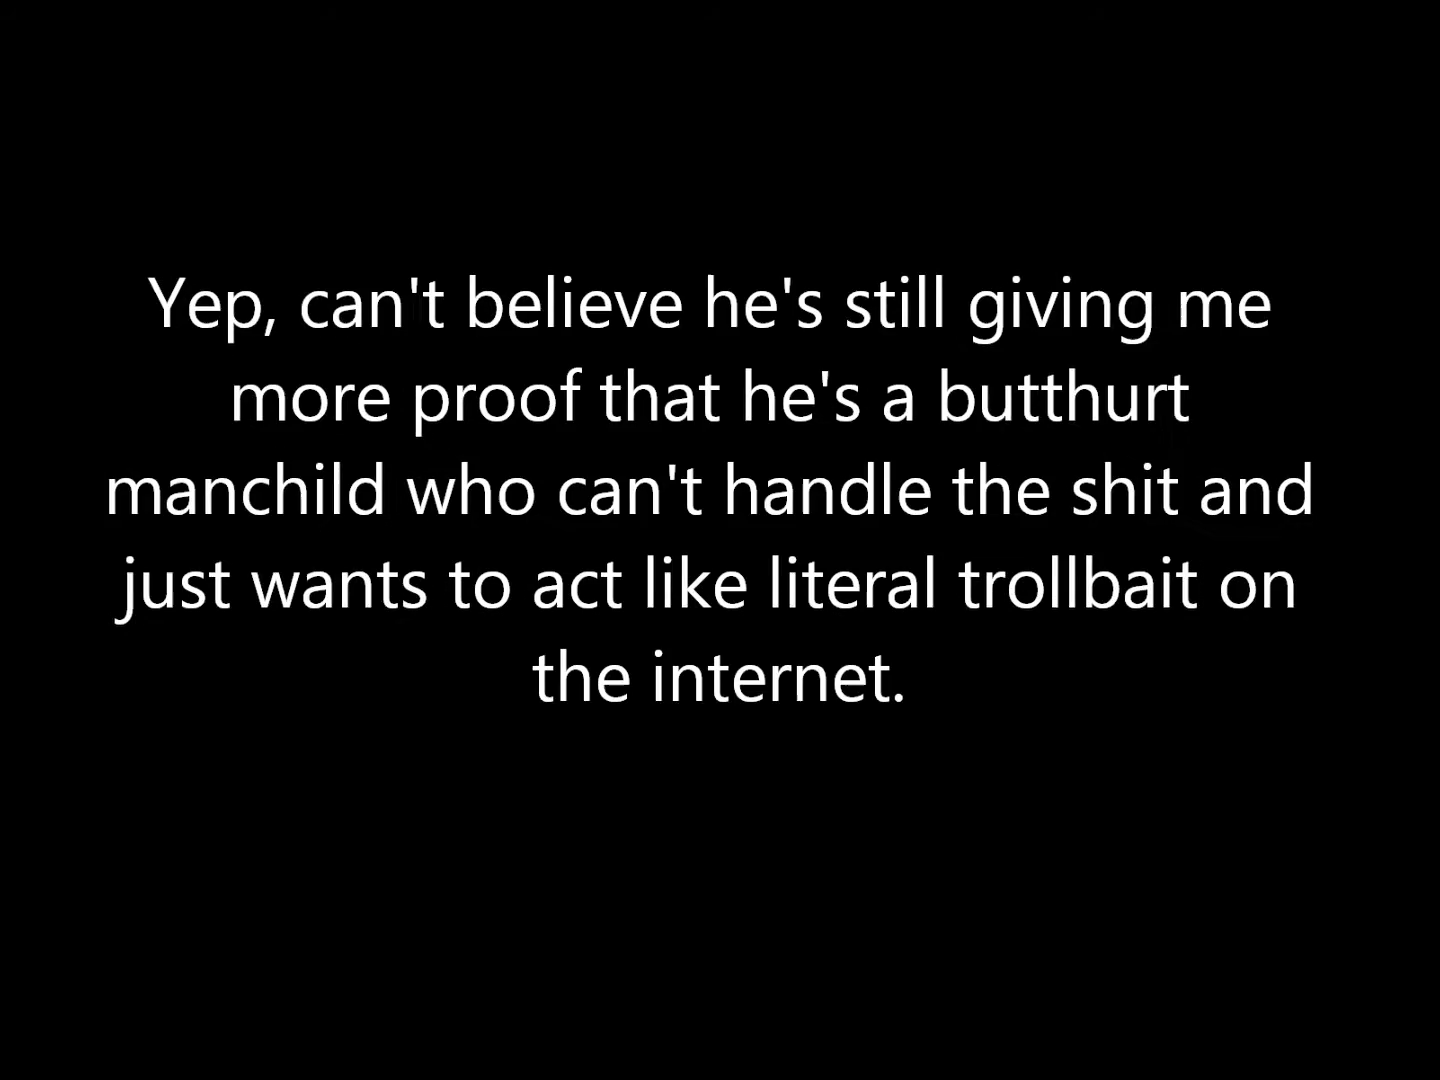 Yep, can't believe he's still giving me
more proof that he's a butthurt
manchild who can't handle the shit and
just wants to act like literal trollbait on
the internet.